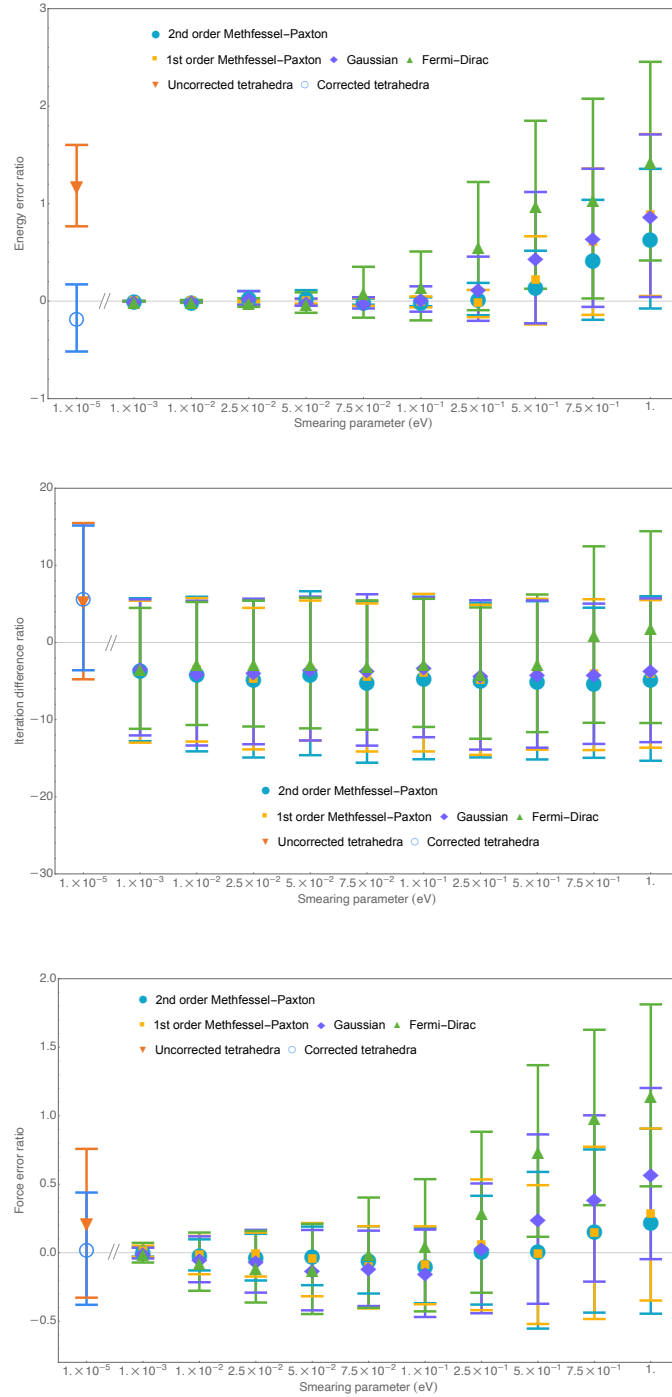 3
2nd order Methfessel-Paxton
1st order Methfessel-Paxton Gaussian Fermi-Dirac
Uncorrected tetrahedra Corrected tetrahedra
2
1
0
−1
Energy error ratio
//
1.×10⁻⁵ 1.×10⁻³ 1.×10⁻² 2.5×10⁻² 5.×10⁻² 7.5×10⁻² 1.×10⁻¹ 2.5×10⁻¹ 5.×10⁻¹ 7.5×10⁻¹ 1.
Smearing parameter (eV)
20
10
0
−10
−20
−30
Iteration difference ratio
//
2nd order Methfessel-Paxton
1st order Methfessel-Paxton Gaussian Fermi-Dirac
Uncorrected tetrahedra Corrected tetrahedra
1.×10⁻⁵ 1.×10⁻³ 1.×10⁻² 2.5×10⁻² 5.×10⁻² 7.5×10⁻² 1.×10⁻¹ 2.5×10⁻¹ 5.×10⁻¹ 7.5×10⁻¹ 1.
Smearing parameter (eV)
2.0
2nd order Methfessel-Paxton
1st order Methfessel-Paxton Gaussian Fermi-Dirac
Uncorrected tetrahedra Corrected tetrahedra
1.5
1.0
0.5
0.0
−0.5
Force error ratio
//
1.×10⁻⁵ 1.×10⁻³ 1.×10⁻² 2.5×10⁻² 5.×10⁻² 7.5×10⁻² 1.×10⁻¹ 2.5×10⁻¹ 5.×10⁻¹ 7.5×10⁻¹ 1.
Smearing parameter (eV)